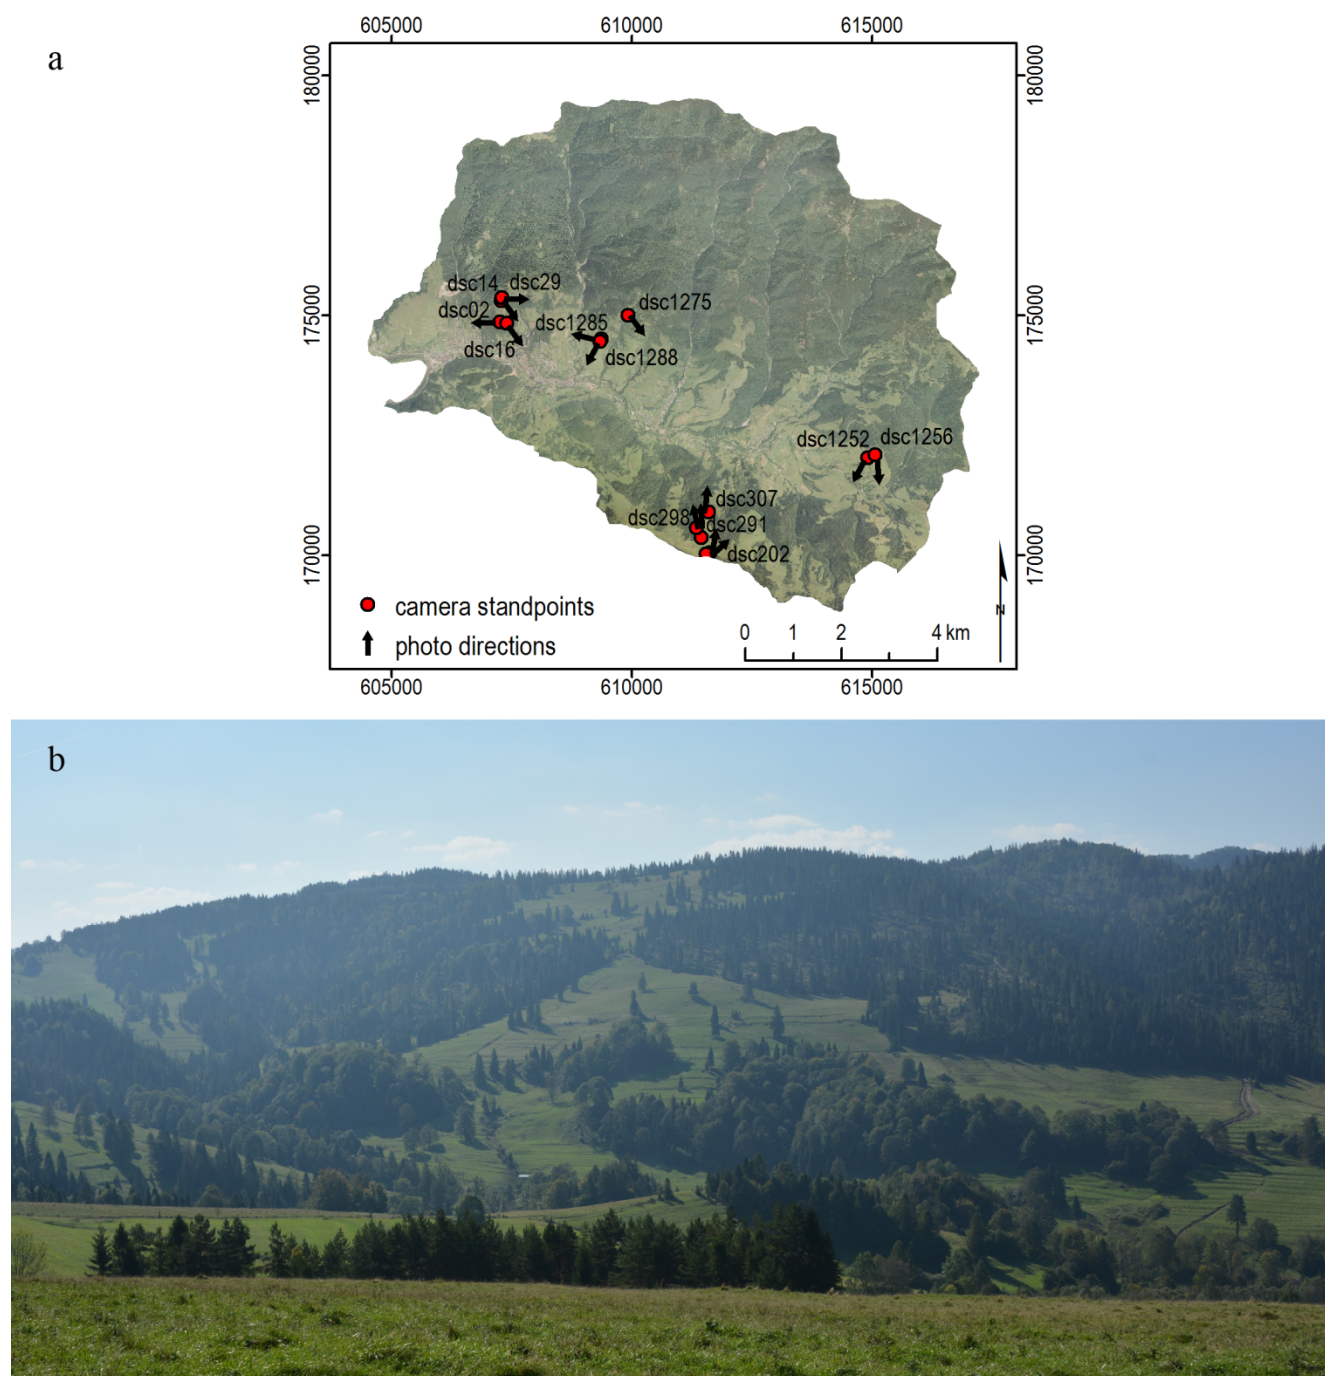 a
605000 610000 615000
180000 180000
dsc14 dsc29
dsc1275
175000 175000
dsc02
dsc1285
dsc16
dsc1288
dsc1252 dsc1256
dsc307
dsc298 dsc291
170000 170000
dsc202
N
camera standpoints
0 1 2 4 km
photo directions
605000 610000 615000
b